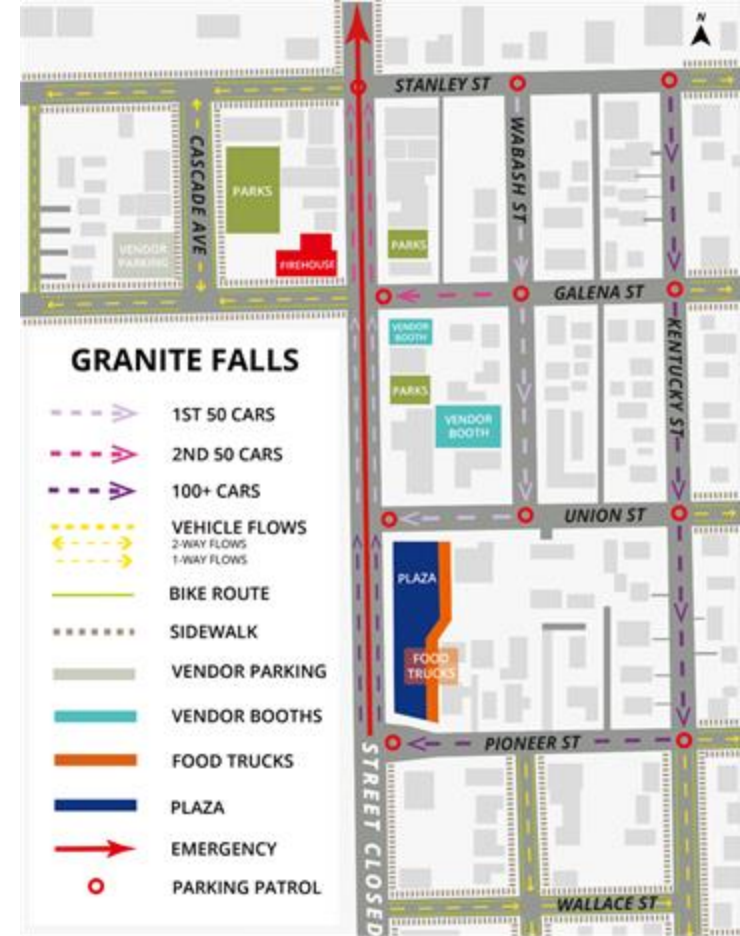 N
STANLEY ST
WABASH ST
CASCADE AVE
PARKS
PARKS
VENDOR
PARKING
FIREHOUSE
GALENA ST
KENTUCKY ST
VENDOR
BOOTH
PARKS
VENDOR
BOOTH
UNION ST
PLAZA
FOOD
TRUCKS
PIONEER ST
STREET CLOSED
WALLACE ST
GRANITE FALLS
1ST 50 CARS
2ND 50 CARS
100+ CARS
VEHICLE FLOWS
2-WAY FLOWS
1-WAY FLOWS
BIKE ROUTE
SIDEWALK
VENDOR PARKING
VENDOR BOOTHS
FOOD TRUCKS
PLAZA
EMERGENCY
PARKING PATROL